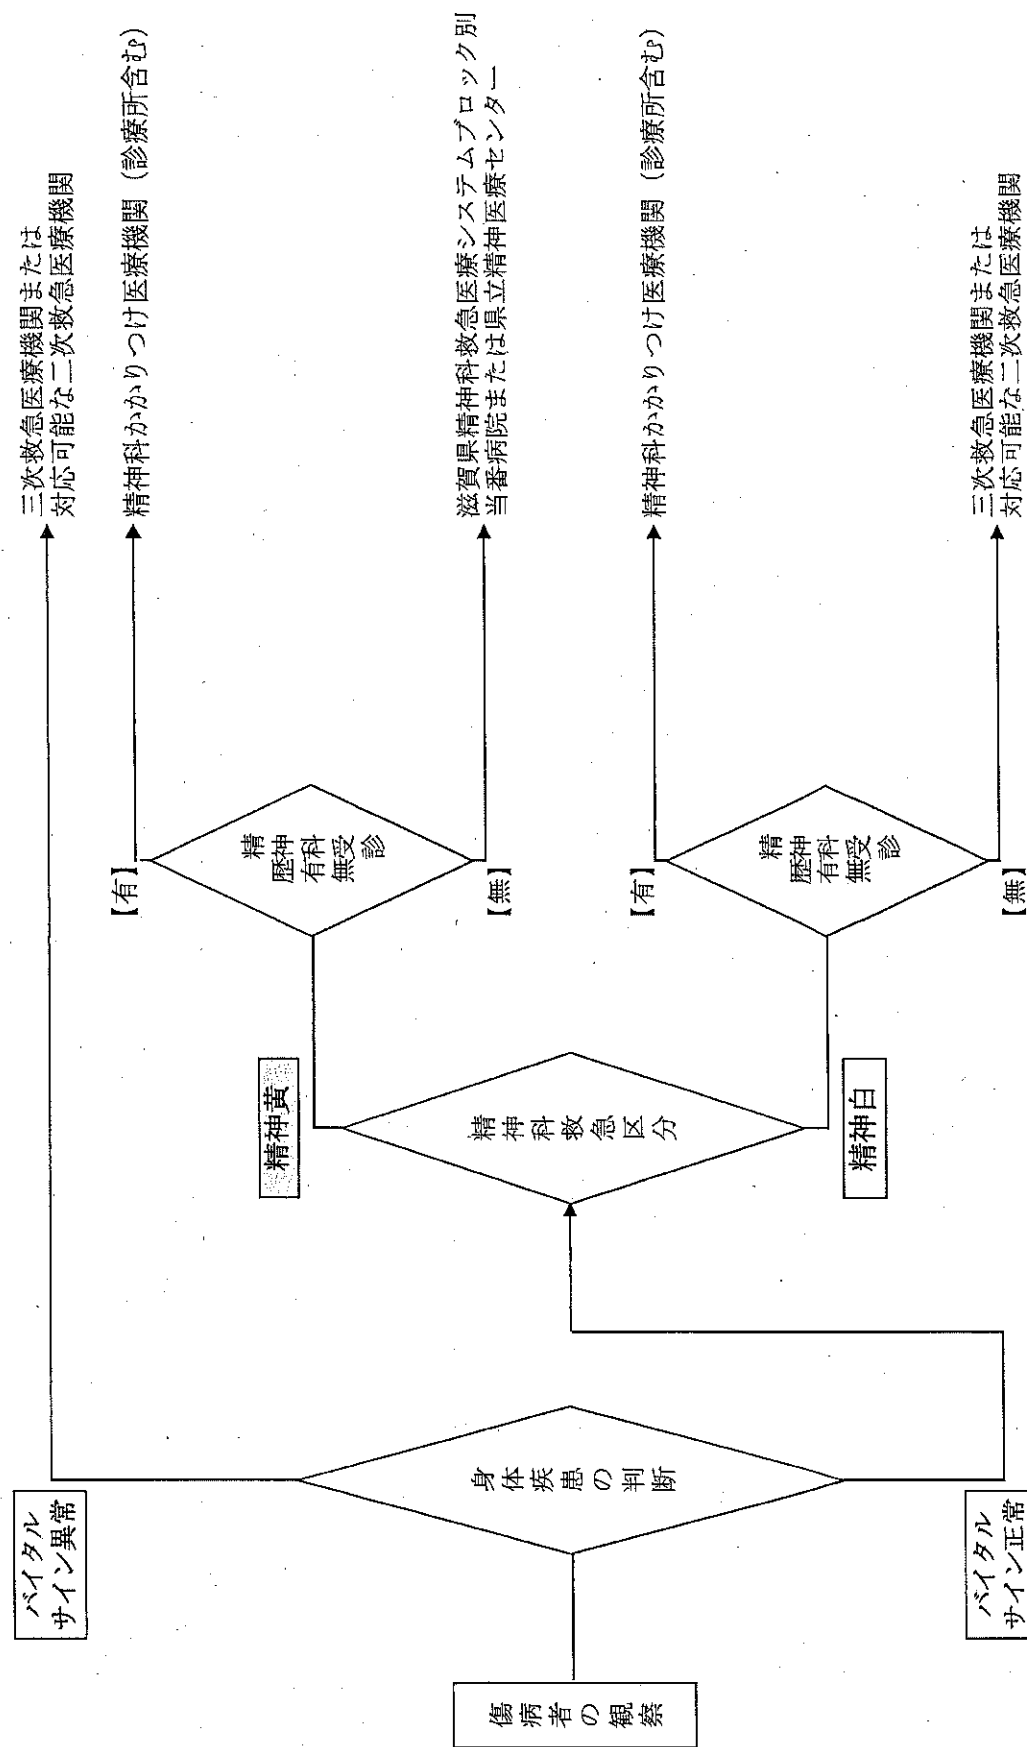 傷病者の観察
バイタル
サイン異常
身体疾患の判断
バイタル
サイン正常
精神黄
精神科救急区分
精神白
【有】
精神科受診
歴有無
【無】
【有】
精神科受診
歴有無
【無】
三次救急医療機関または
対応可能な二次救急医療機関
精神科かかりつけ医療機関（診療所含む）
滋賀県精神科救急医療システムブロック別
当番病院または県立精神医療センター
精神科かかりつけ医療機関（診療所含む）
三次救急医療機関または
対応可能な二次救急医療機関